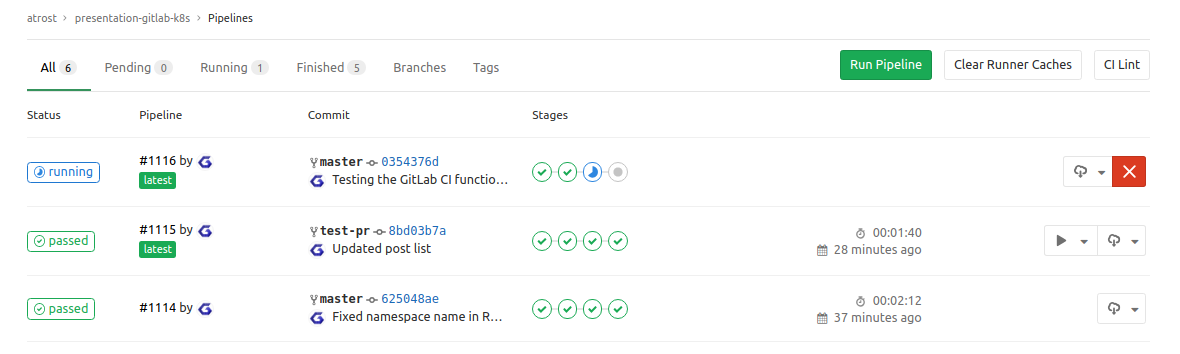 atrost > presentation-gitlab-k8s > Pipelines
All 6 Pending 0 Running 1 Finished 5 Branches Tags Run Pipeline Clear Runner Caches CI Lint
Status Pipeline Commit Stages
running #1116 by master 0354376d
latest Testing the GitLab CI functio…
passed #1115 by test-pr 8bd03b7a 00:01:40
latest Updated post list 28 minutes ago
passed #1114 by master 625048ae 00:02:12
Fixed namespace name in R… 37 minutes ago